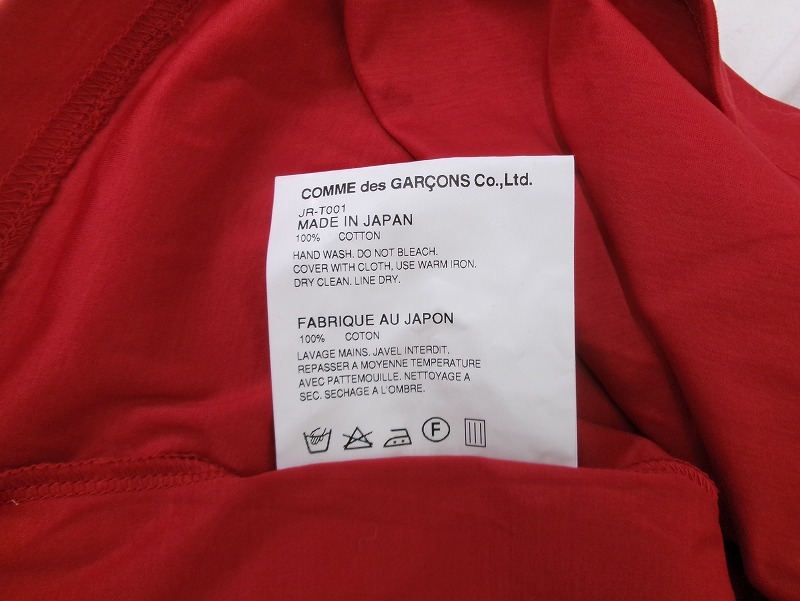 COMME des GARÇONS Co.,Ltd.
JR-T001
MADE IN JAPAN
100% COTTON
HAND WASH. DO NOT BLEACH.
COVER WITH CLOTH, USE WARM IRON.
DRY CLEAN. LINE DRY.
FABRIQUE AU JAPON
100% COTON
LAVAGE MAINS. JAVEL INTERDIT.
REPASSER A MOYENNE TEMPERATURE
AVEC PATTEMOUILLE. NETTOYAGE A
SEC. SECHAGE A L'OMBRE.
F